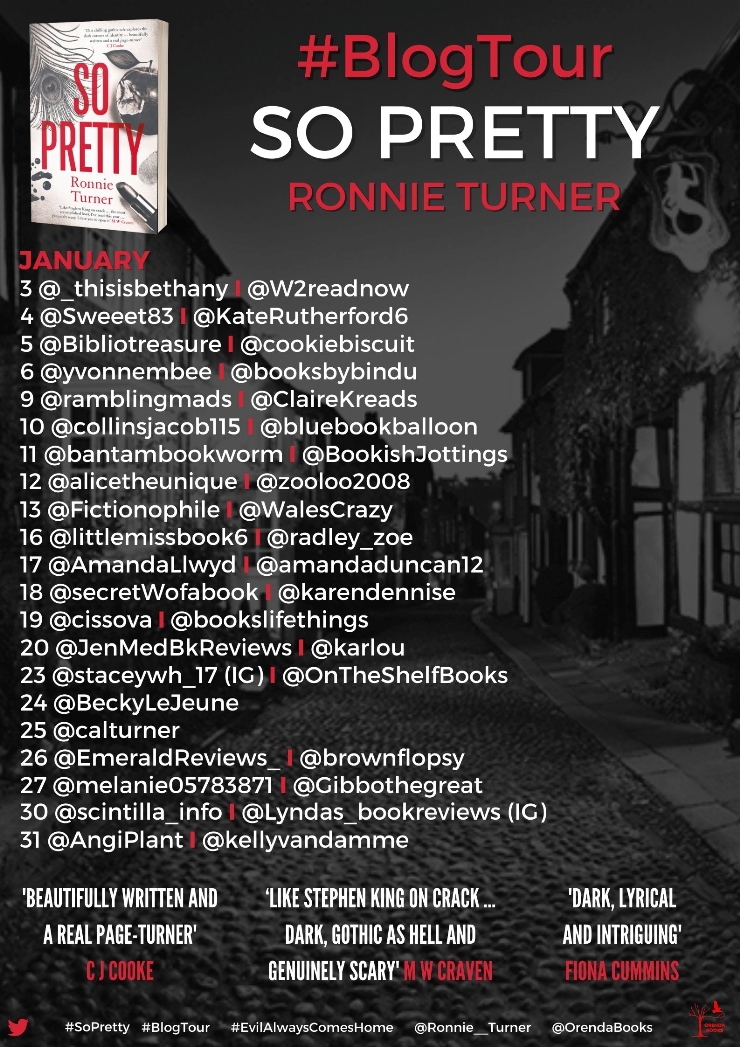 #BlogTour
SO PRETTY
RONNIE TURNER
SO
PRETTY
Ronnie
Turner
JANUARY
3 @_thisisbethany I @W2readnow
4 @Sweeet83 I @KateRutherford6
5 @Bibliotreasure I @cookiebiscuit
6 @yvonnembee I @booksbybindu
9 @ramblingmads I @ClaireKreads
10 @collinsjacob115 I @bluebookballoon
11 @bantambookworm I @BookishJottings
12 @alicetheunique I @zooloo2008
13 @Fictionophile I @WalesCrazy
16 @littlemissbook6 I @radley_zoe
17 @AmandaLlwyd I @amandaduncan12
18 @secretWofabook I @karendennise
19 @cissova I @bookslifethings
20 @JenMedBkReviews I @karlou
23 @staceywh_17 (IG) I @OnTheShelfBooks
24 @BeckyLeJeune
25 @calturner
26 @EmeraldReviews_ I @brownflopsy
27 @melanie05783871 I @Gibbothegreat
30 @scintilla_info I @Lyndas_bookreviews (IG)
31 @AngiPlant I @kellyvandamme
'BEAUTIFULLY WRITTEN AND
A REAL PAGE-TURNER'
C J COOKE
'LIKE STEPHEN KING ON CRACK ...
DARK, GOTHIC AS HELL AND
GENUINELY SCARY' M W CRAVEN
'DARK, LYRICAL
AND INTRIGUING'
FIONA CUMMINS
#SoPretty #BlogTour #EvilAlwaysComesHome @Ronnie__Turner @OrendaBooks
ORENDA
BOOKS